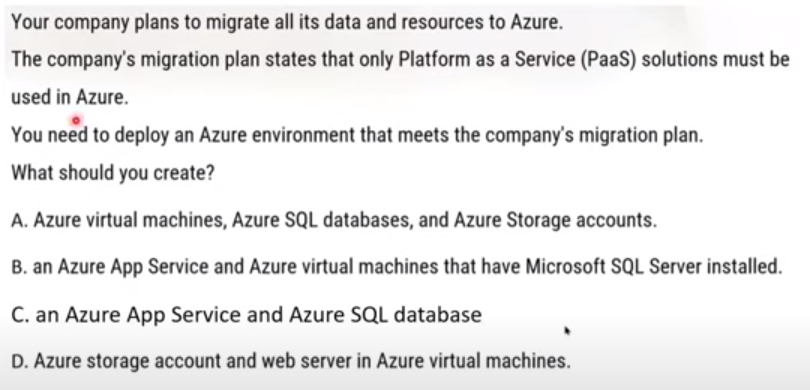 Your company plans to migrate all its data and resources to Azure.
The company's migration plan states that only Platform as a Service (PaaS) solutions must be
used in Azure.
You need to deploy an Azure environment that meets the company's migration plan.
What should you create?
A. Azure virtual machines, Azure SQL databases, and Azure Storage accounts.
B. an Azure App Service and Azure virtual machines that have Microsoft SQL Server installed.
C. an Azure App Service and Azure SQL database
D. Azure storage account and web server in Azure virtual machines.